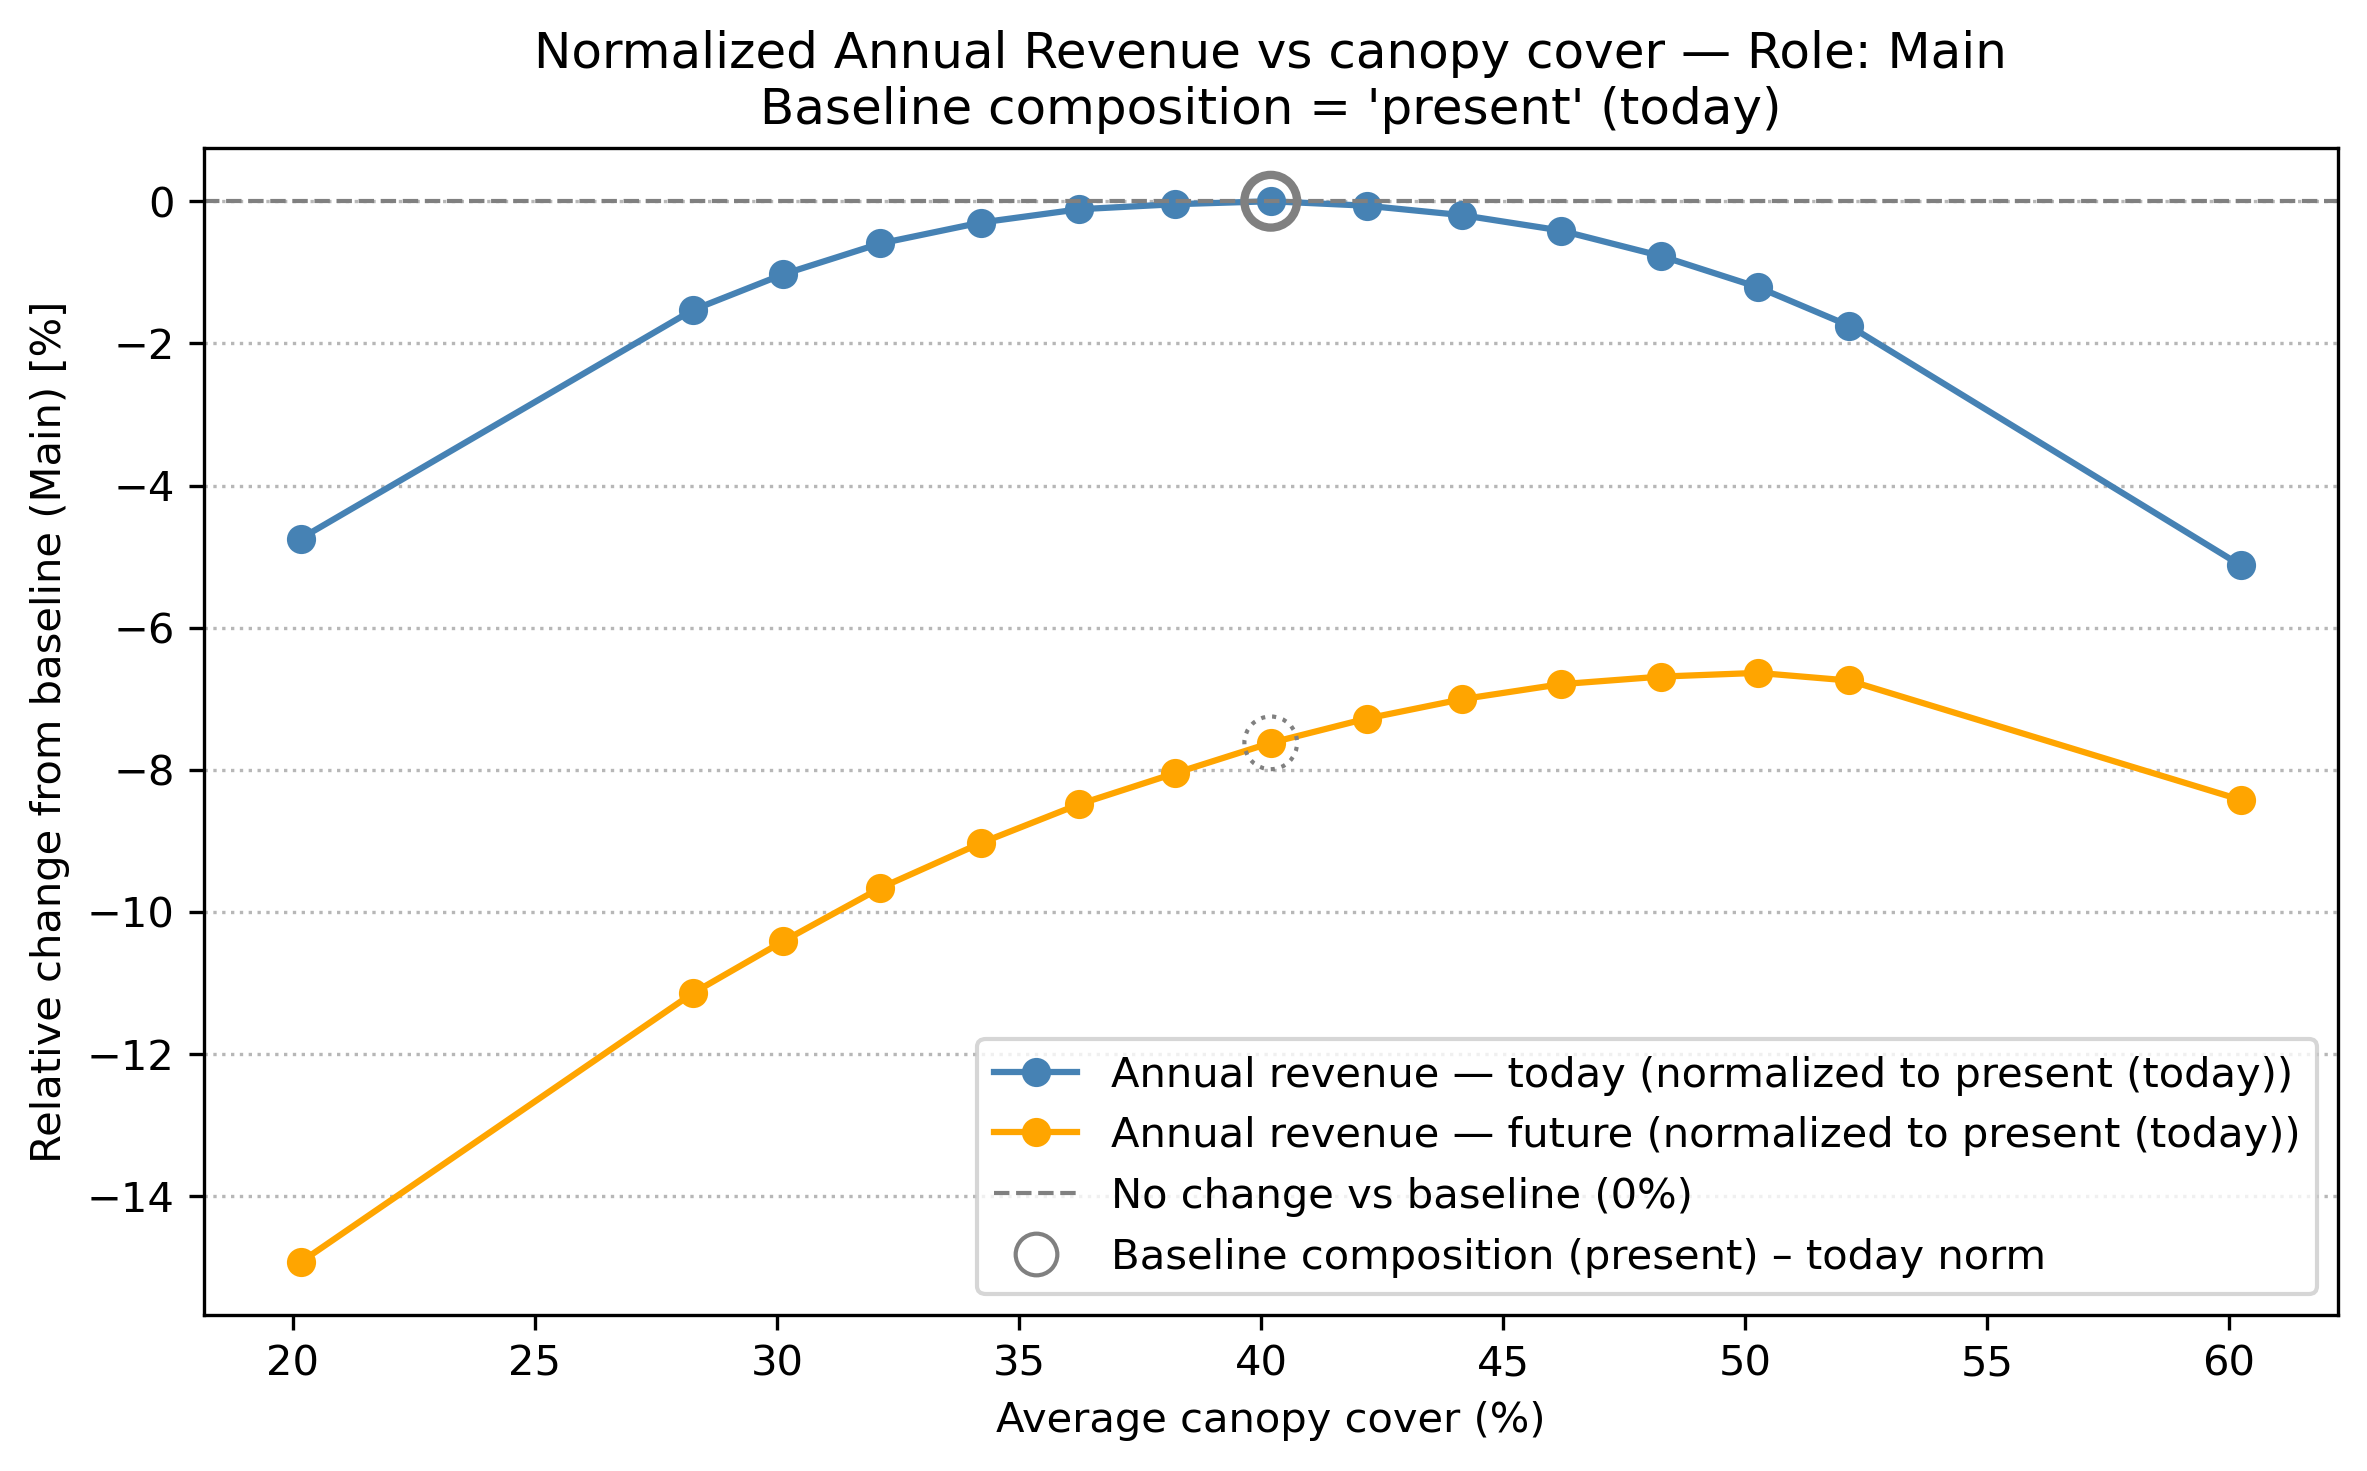 Normalized Annual Revenue vs canopy cover — Role: Main
Baseline composition = 'present' (today)
Relative change from baseline (Main) [%]
0
−2
−4
−6
−8
−10
−12
−14
Annual revenue — today (normalized to present (today))
Annual revenue — future (normalized to present (today))
No change vs baseline (0%)
Baseline composition (present) – today norm
20 25 30 35 40 45 50 55 60
Average canopy cover (%)